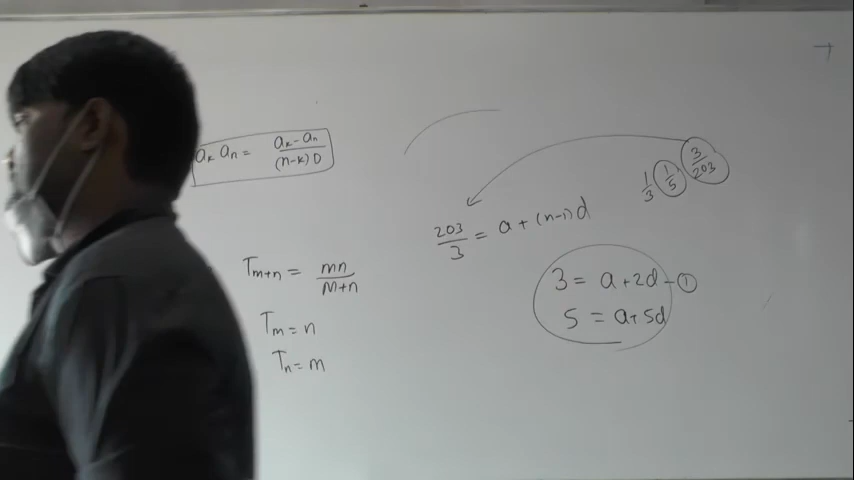 aₖ aₙ = (aₖ - aₙ)/((n-k) D)
Tₘ₊ₙ = mn/(m+n)
Tₘ = n
Tₙ = m
1/3 1/5 3/203
203/3 = a + (n-1)d
3 = a + 2d - ①
5 = a + 5d